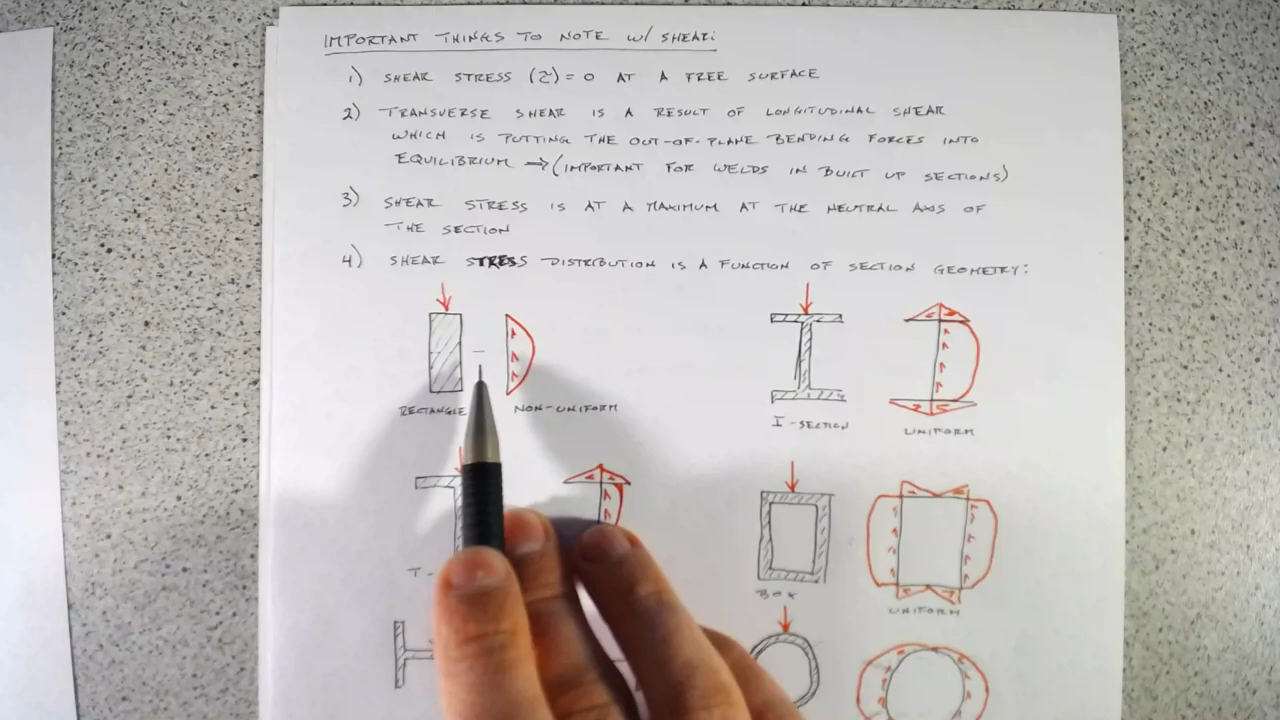 IMPORTANT THINGS TO NOTE W/ SHEAR:
1) SHEAR STRESS (τ) = 0 AT A FREE SURFACE
2) TRANSVERSE SHEAR IS A RESULT OF LONGITUDINAL SHEAR
WHICH IS PUTTING THE OUT-OF-PLANE BENDING FORCES INTO
EQUILIBRIUM → (IMPORTANT FOR WELDS IN BUILT UP SECTIONS)
3) SHEAR STRESS IS AT A MAXIMUM AT THE NEUTRAL AXIS OF
THE SECTION
4) SHEAR STRESS DISTRIBUTION IS A FUNCTION OF SECTION GEOMETRY:
RECTANGLE NON-UNIFORM
I-SECTION UNIFORM
T-
BOX UNIFORM